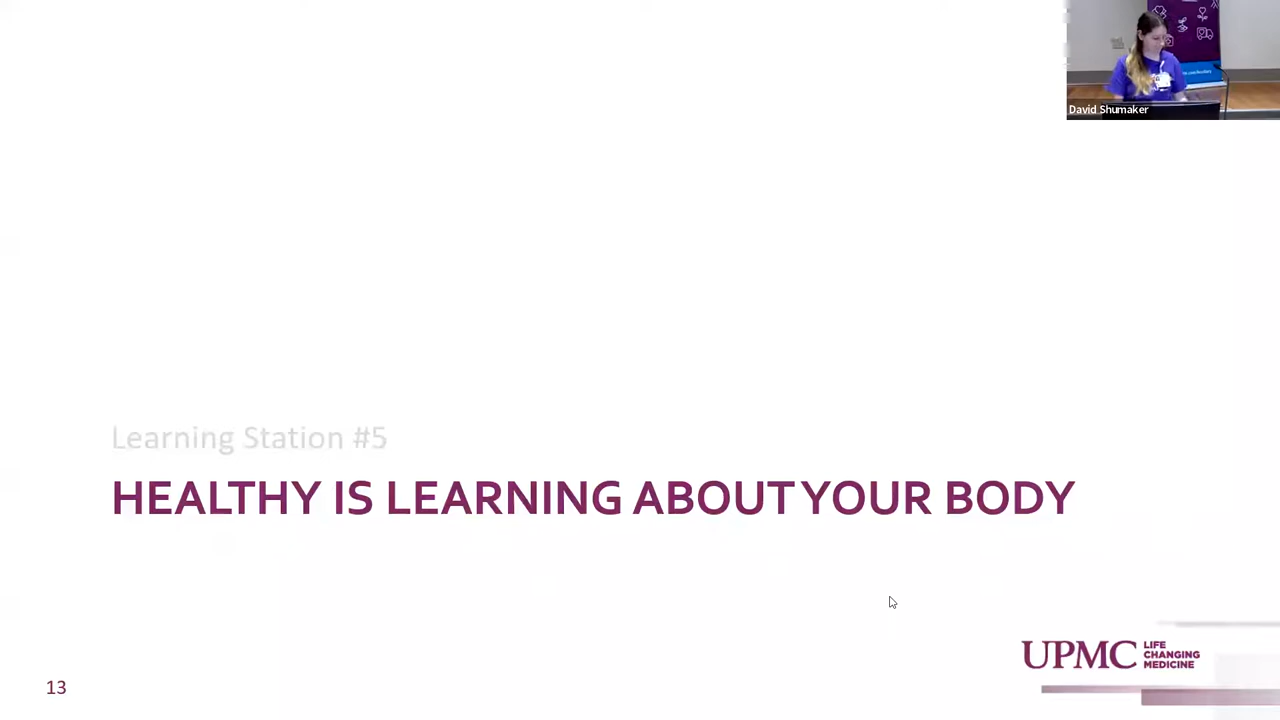 David Shumaker
Learning Station #5
HEALTHY IS LEARNING ABOUT YOUR BODY
UPMC LIFE
CHANGING
MEDICINE
13